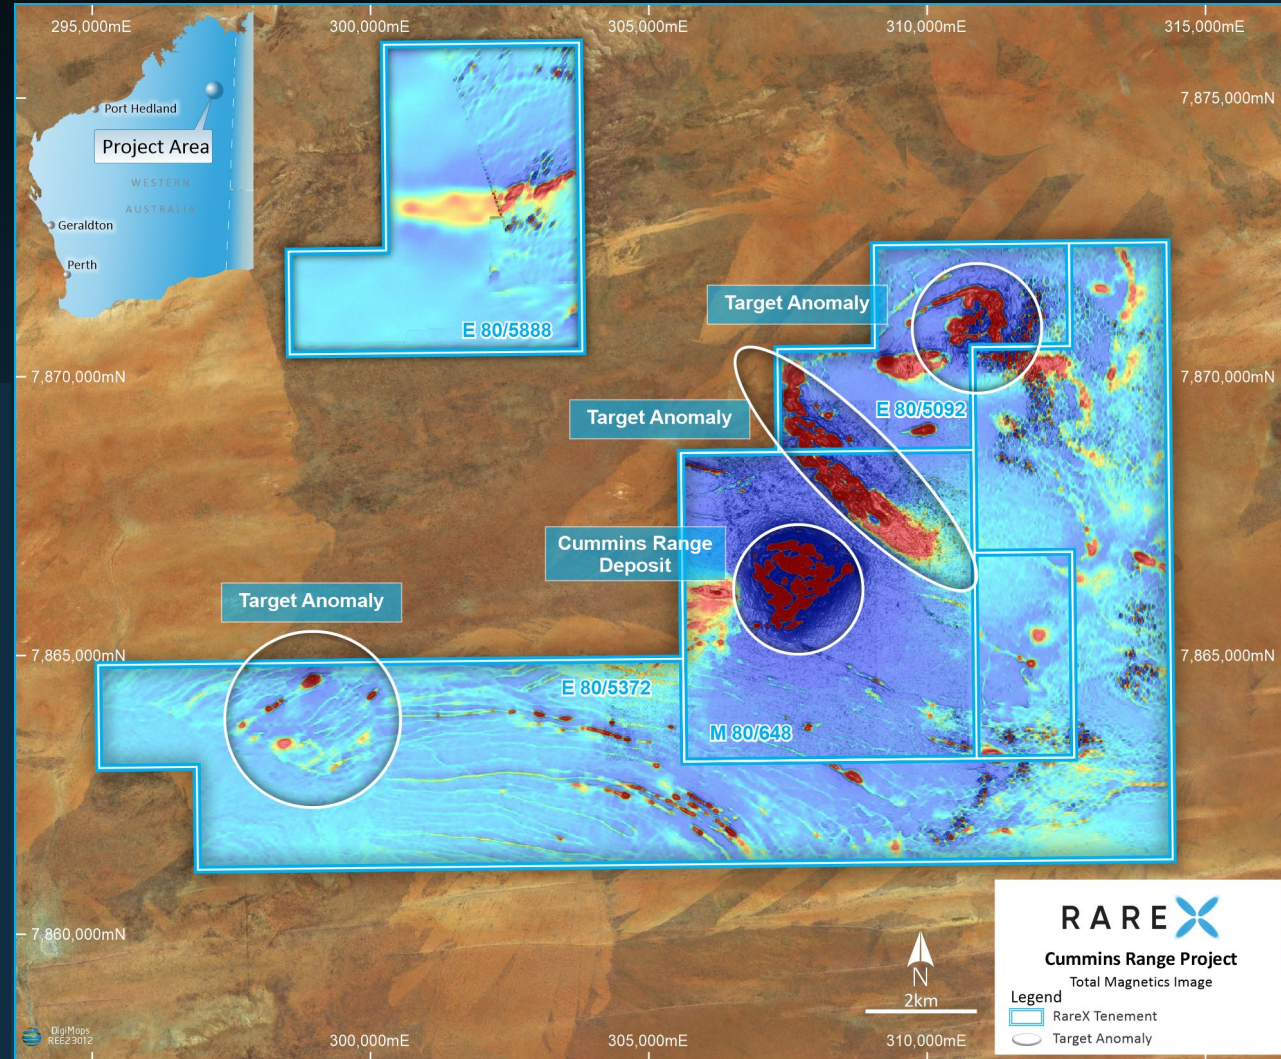 295,000mE
300,000mE
305,000mE
310,000mE
315,000mE
7,875,000mN
Port Hedland
Project Area
WESTERN
AUSTRALIA
Geraldton
Perth
E 80/5888
Target Anomaly
7,870,000mN
7,870,000mN
E 80/5092
Target Anomaly
Cummins Range
Deposit
Target Anomaly
7,865,000mN
7,865,000mN
E 80/5372
M 80/648
7,860,000mN
N
2km
RAREX
Cummins Range Project
Total Magnetics Image
Legend
RareX Tenement
Target Anomaly
DigiMaps
REE23012
300,000mE
305,000mE
310,000mE